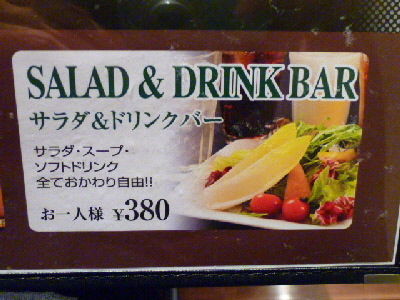 SALAD & DRINK BAR
サラダ&ドリンクバー
サラダ・スープ・
ソフトドリンク
全ておかわり自由!!
お一人様 ¥380